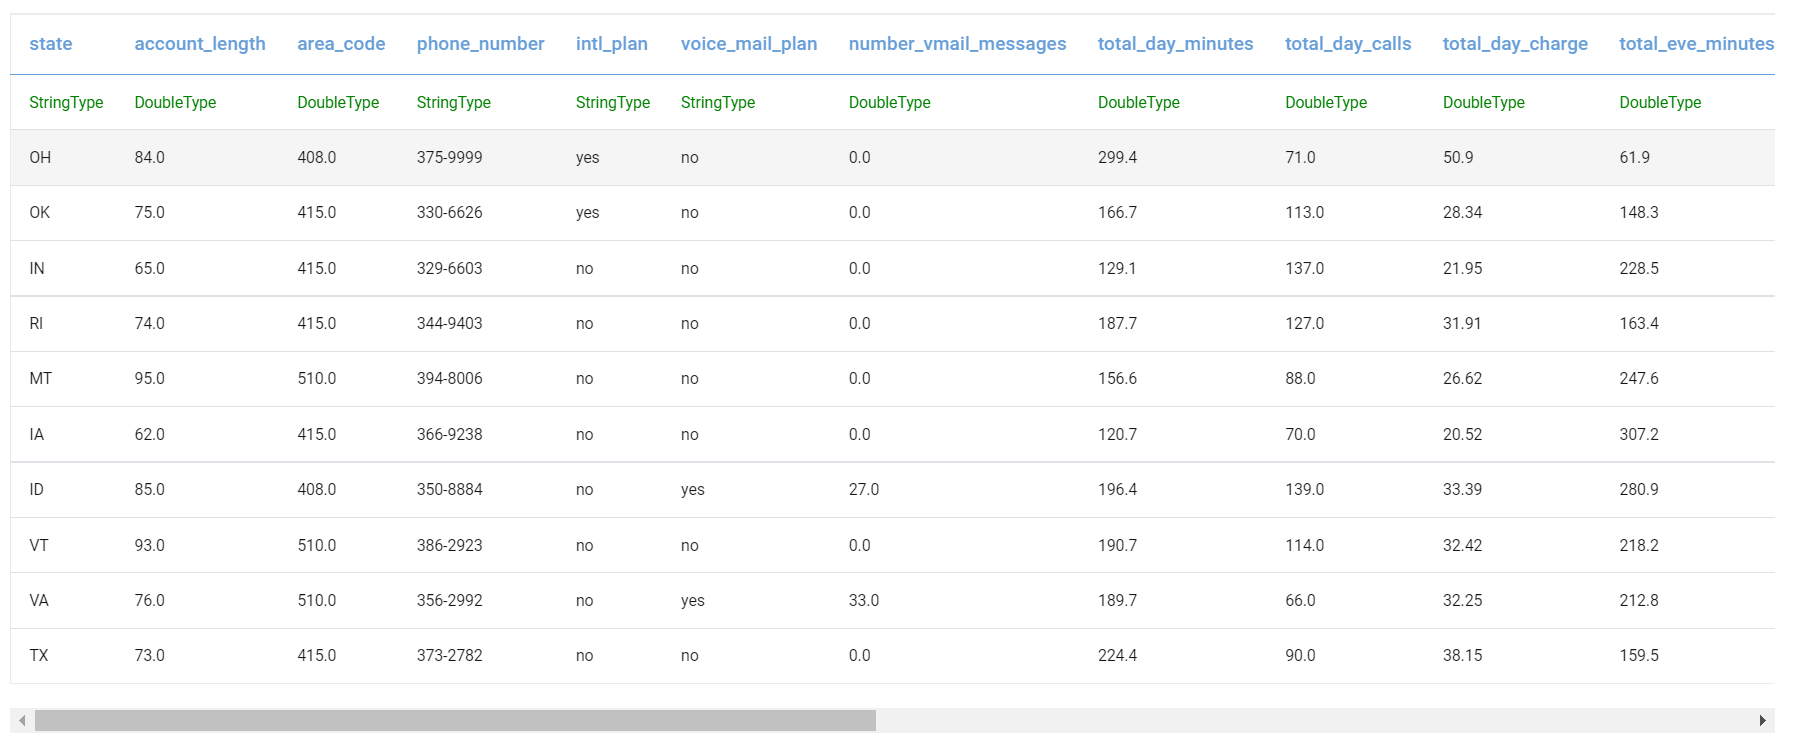 state account_length area_code phone_number intl_plan voice_mail_plan number_vmail_messages total_day_minutes total_day_calls total_day_charge total_eve_minutes
StringType DoubleType DoubleType StringType StringType StringType DoubleType DoubleType DoubleType DoubleType DoubleType
OH 84.0 408.0 375-9999 yes no 0.0 299.4 71.0 50.9 61.9
OK 75.0 415.0 330-6626 yes no 0.0 166.7 113.0 28.34 148.3
IN 65.0 415.0 329-6603 no no 0.0 129.1 137.0 21.95 228.5
RI 74.0 415.0 344-9403 no no 0.0 187.7 127.0 31.91 163.4
MT 95.0 510.0 394-8006 no no 0.0 156.6 88.0 26.62 247.6
IA 62.0 415.0 366-9238 no no 0.0 120.7 70.0 20.52 307.2
ID 85.0 408.0 350-8884 no yes 27.0 196.4 139.0 33.39 280.9
VT 93.0 510.0 386-2923 no no 0.0 190.7 114.0 32.42 218.2
VA 76.0 510.0 356-2992 no yes 33.0 189.7 66.0 32.25 212.8
TX 73.0 415.0 373-2782 no no 0.0 224.4 90.0 38.15 159.5